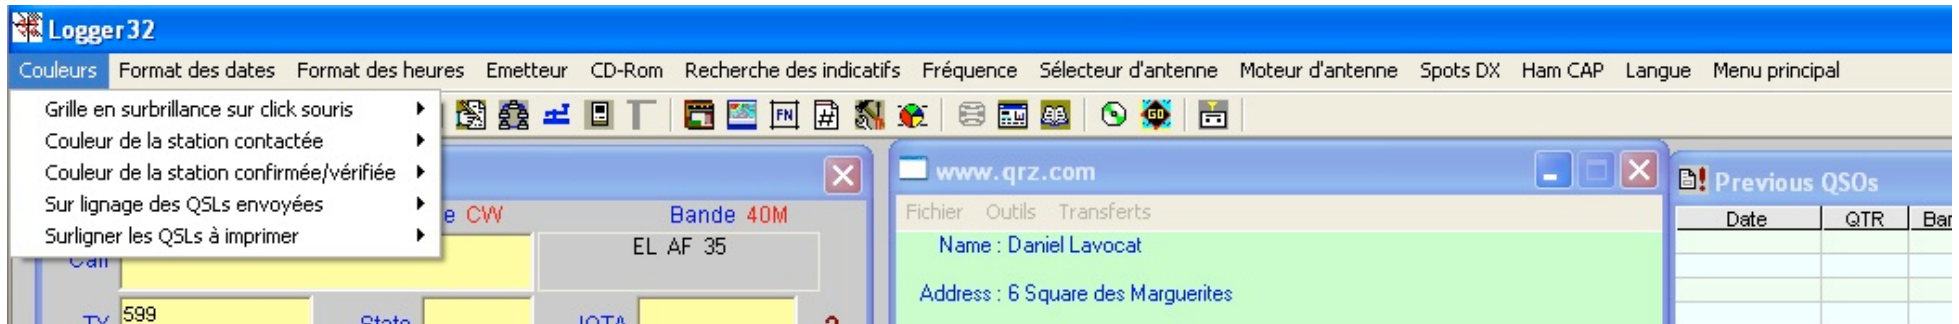 Logger32
Couleurs Format des dates Format des heures Emetteur CD-Rom Recherche des indicatifs Fréquence Sélecteur d'antenne Moteur d'antenne Spots DX Ham CAP Langue Menu principal
Grille en surbrillance sur click souris
Couleur de la station contactée
Couleur de la station confirmée/vérifiée
Sur lignage des QSLs envoyées
Surligner les QSLs à imprimer
FN #
GO
e CW Bande 40M
EL AF 35
Call
TX 599 State IOTA
www.qrz.com
Fichier Outils Transferts
Name : Daniel Lavocat
Address : 6 Square des Marguerites
Previous QSOs
Date QTR Ban